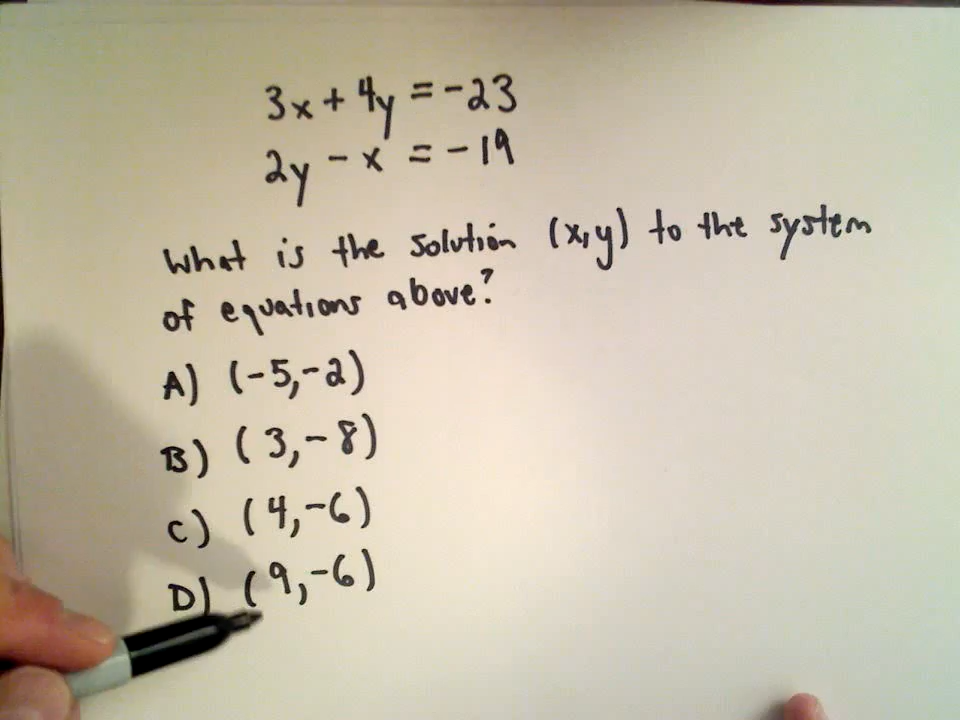 3x + 4y = -23
2y - x = -19
What is the solution (x,y) to the system
of equations above?
A) (-5,-2)
B) (3,-8)
C) (4,-6)
D) (9,-6)